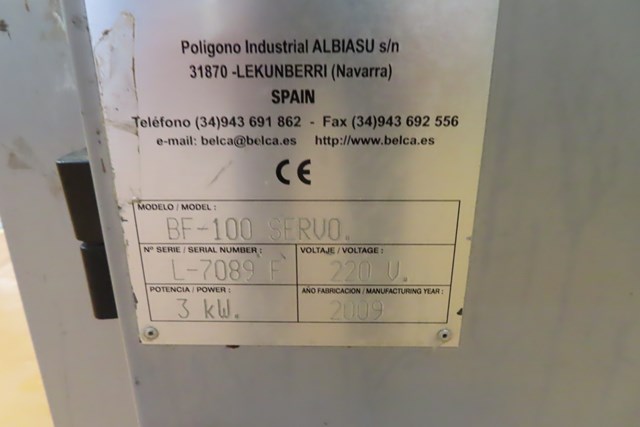 Poligono Industrial ALBIASU s/n
31870 -LEKUNBERRI (Navarra)
SPAIN
Teléfono (34)943 691 862 - Fax (34)943 692 556
e-mail: belca@belca.es http://www.belca.es
CE
MODELO / MODEL :
BF-100 SERVO.
Nº SERIE / SERIAL NUMBER :
L-7089 F
VOLTAJE / VOLTAGE :
220 V.
POTENCIA / POWER :
3 kW.
AÑO FABRICACION / MANUFACTURING YEAR :
2009